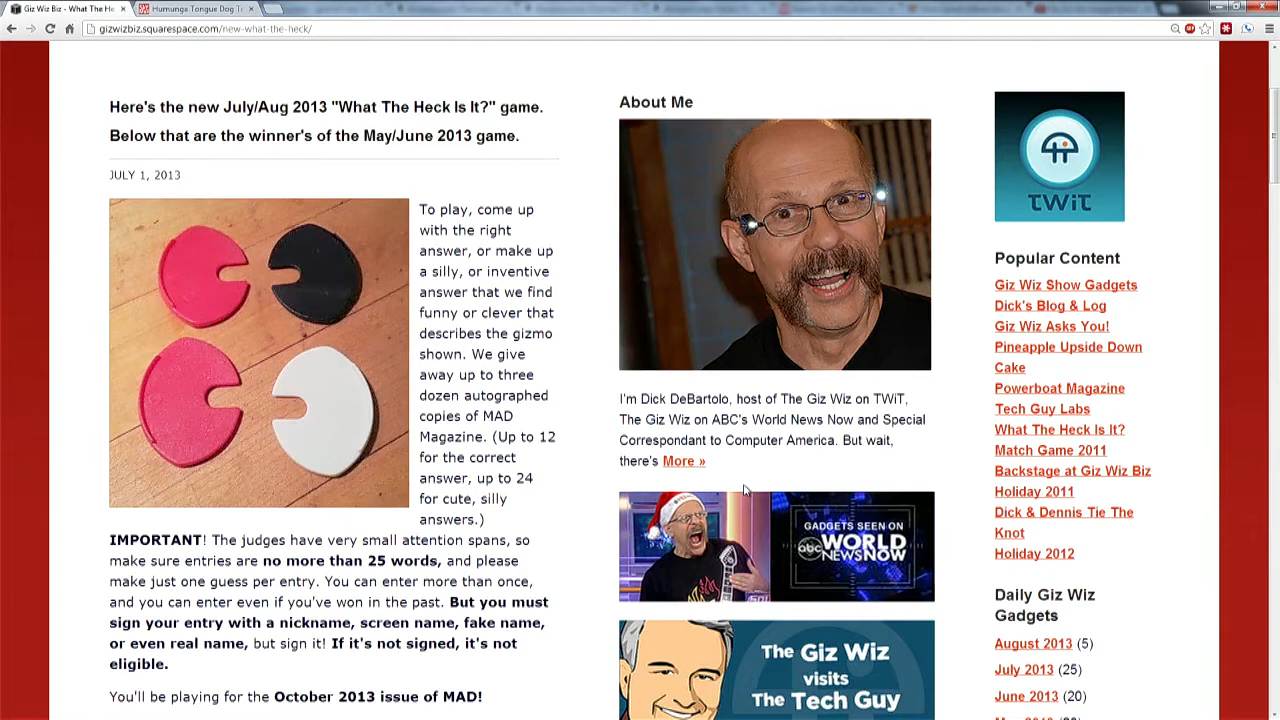 Giz Wiz Biz - What The He
Humunga Tongue Dog T
gizwizbiz.squarespace.com/new-what-the-heck/
Here's the new July/Aug 2013 "What The Heck Is It?" game.
Below that are the winner's of the May/June 2013 game.
JULY 1, 2013
To play, come up
with the right
answer, or make up
a silly, or inventive
answer that we find
funny or clever that
describes the gizmo
shown. We give
away up to three
dozen autographed
copies of MAD
Magazine. (Up to 12
for the correct
answer, up to 24
for cute, silly
answers.)
IMPORTANT! The judges have very small attention spans, so
make sure entries are no more than 25 words, and please
make just one guess per entry. You can enter more than once,
and you can enter even if you've won in the past. But you must
sign your entry with a nickname, screen name, fake name,
or even real name, but sign it! If it's not signed, it's not
eligible.
You'll be playing for the October 2013 issue of MAD!
About Me
I'm Dick DeBartolo, host of The Giz Wiz on TWiT,
The Giz Wiz on ABC's World News Now and Special
Correspondant to Computer America. But wait,
there's More »
GADGETS SEEN ON
abc WORLD
NEWS NOW
The Giz Wiz
visits
The Tech Guy
TWiT
Popular Content
Giz Wiz Show Gadgets
Dick's Blog & Log
Giz Wiz Asks You!
Pineapple Upside Down
Cake
Powerboat Magazine
Tech Guy Labs
What The Heck Is It?
Match Game 2011
Backstage at Giz Wiz Biz
Holiday 2011
Dick & Dennis Tie The
Knot
Holiday 2012
Daily Giz Wiz
Gadgets
August 2013 (5)
July 2013 (25)
June 2013 (20)